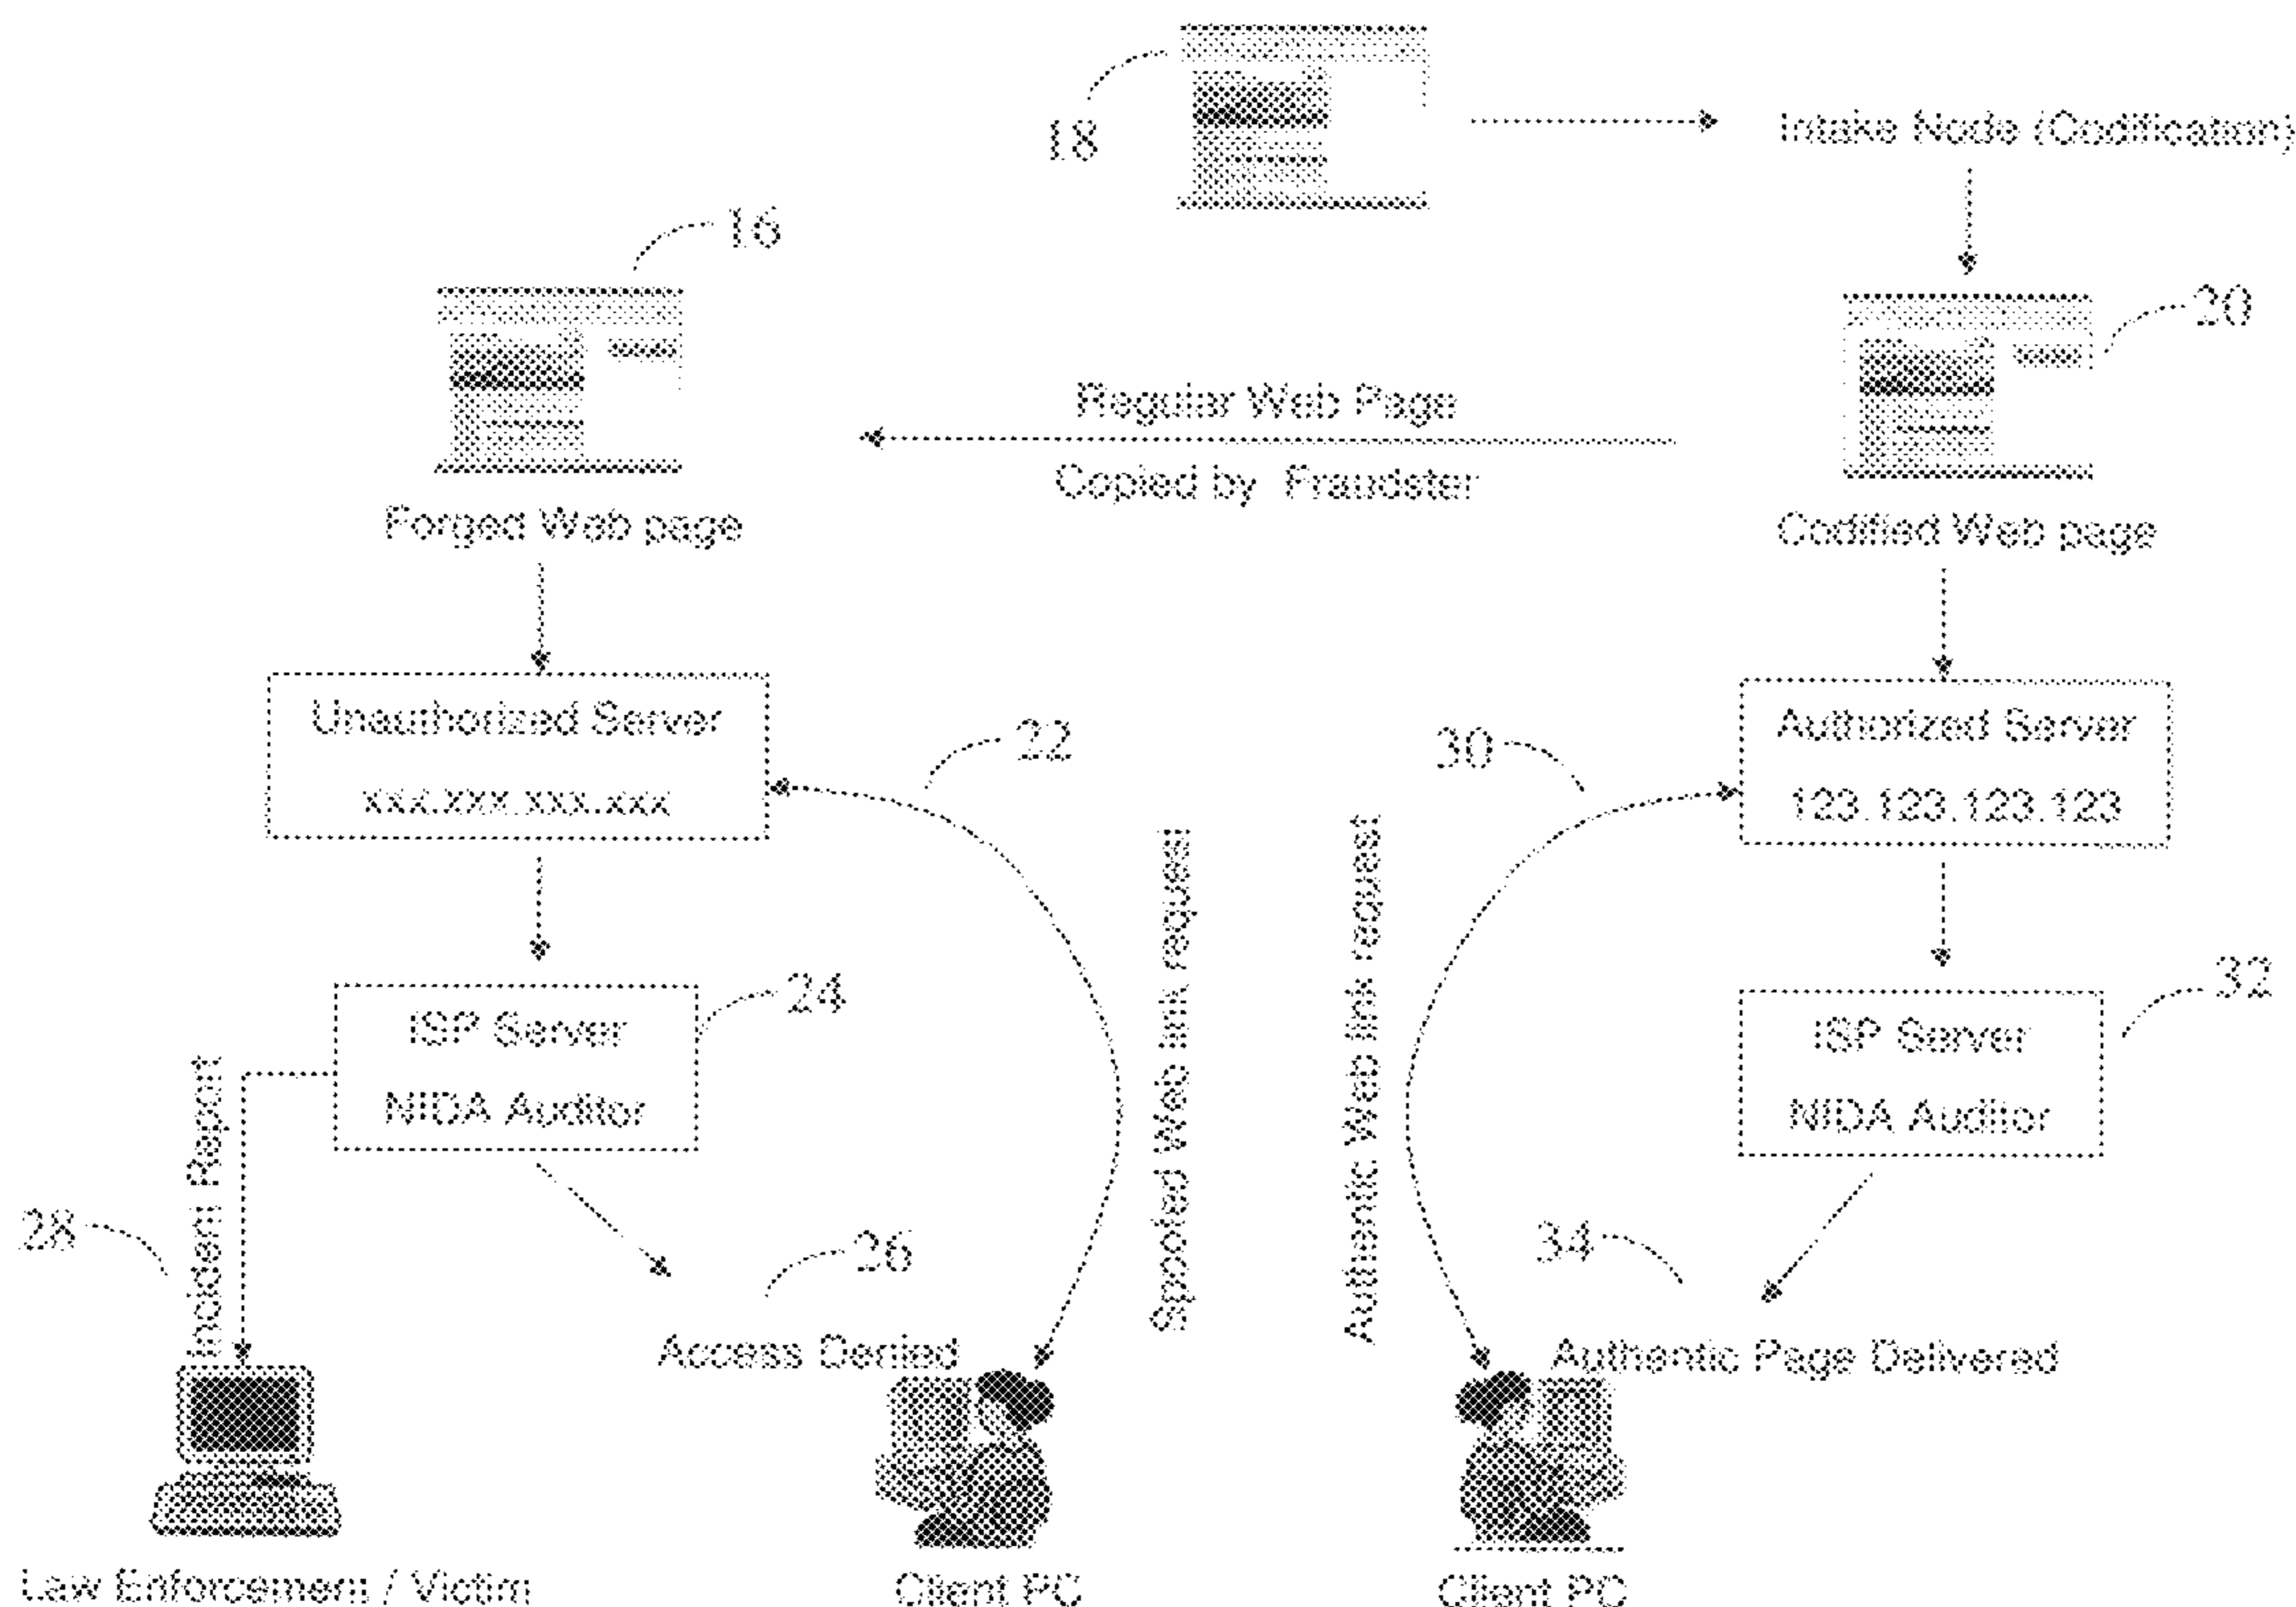 18
Intake Node (Codification)
16
20
Regular Web Page
Copied by Fraudster
Forged Web page
Codified Web page
Unauthorized Server
xxx.xxx.xxx.xxx
22
30
Authorized Server
123.123.123.123
Spoofed Web link request
Authentic Web link request
ISP Server
NIDA Auditor
24
ISP Server
NIDA Auditor
32
Incident Report
28
26
34
Access Denied
Authentic Page Delivered
Law Enforcement / Victim
Client PC
Client PC